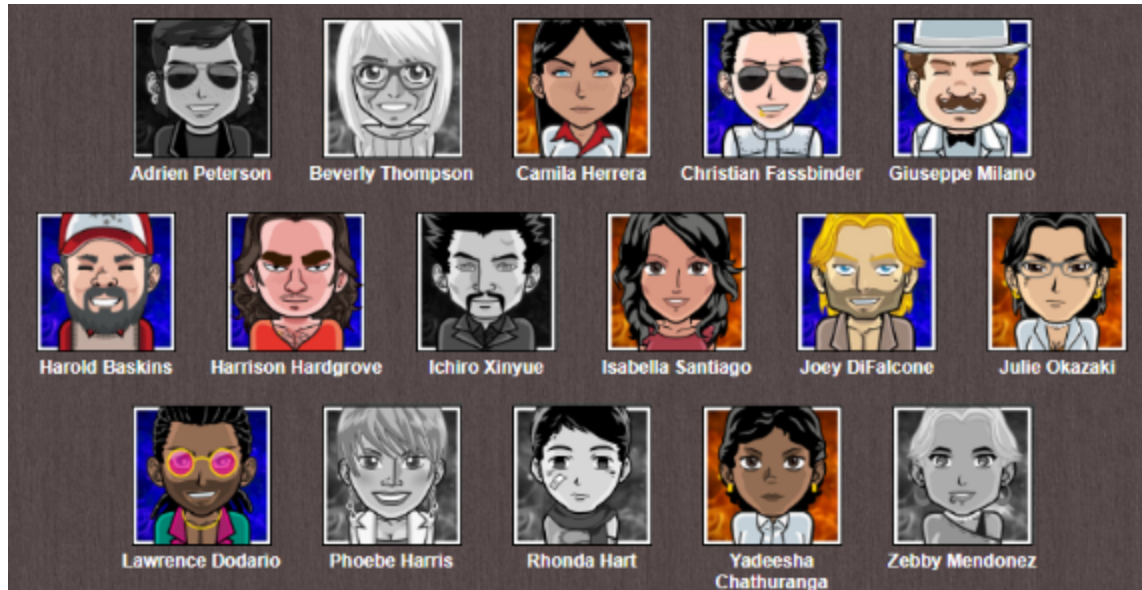 Adrien Peterson
Beverly Thompson
Camila Herrera
Christian Fassbinder
Giuseppe Milano
Harold Baskins
Harrison Hardgrove
Ichiro Xinyue
Isabella Santiago
Joey DiFalcone
Julie Okazaki
Lawrence Dodario
Phoebe Harris
Rhonda Hart
Yadeesha
Chathuranga
Zebby Mendonez